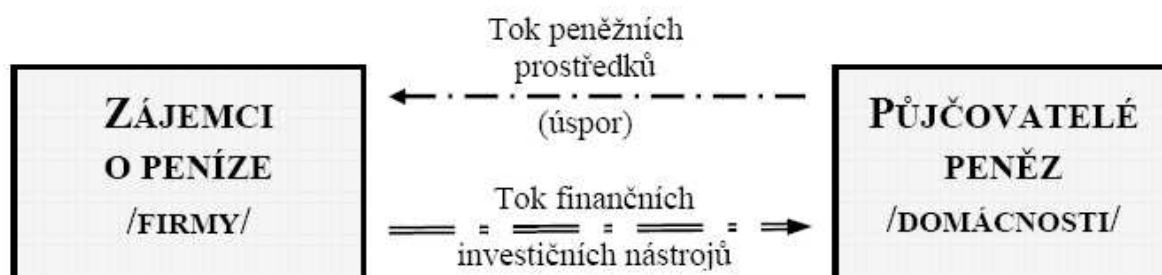 ZÁJEMCI
O PENÍZE
/FIRMY/
Tok peněžních
prostředků
(úspor)
Tok finančních
investičních nástrojů
PŮJČOVATELÉ
PENĚZ
/DOMÁCNOSTI/